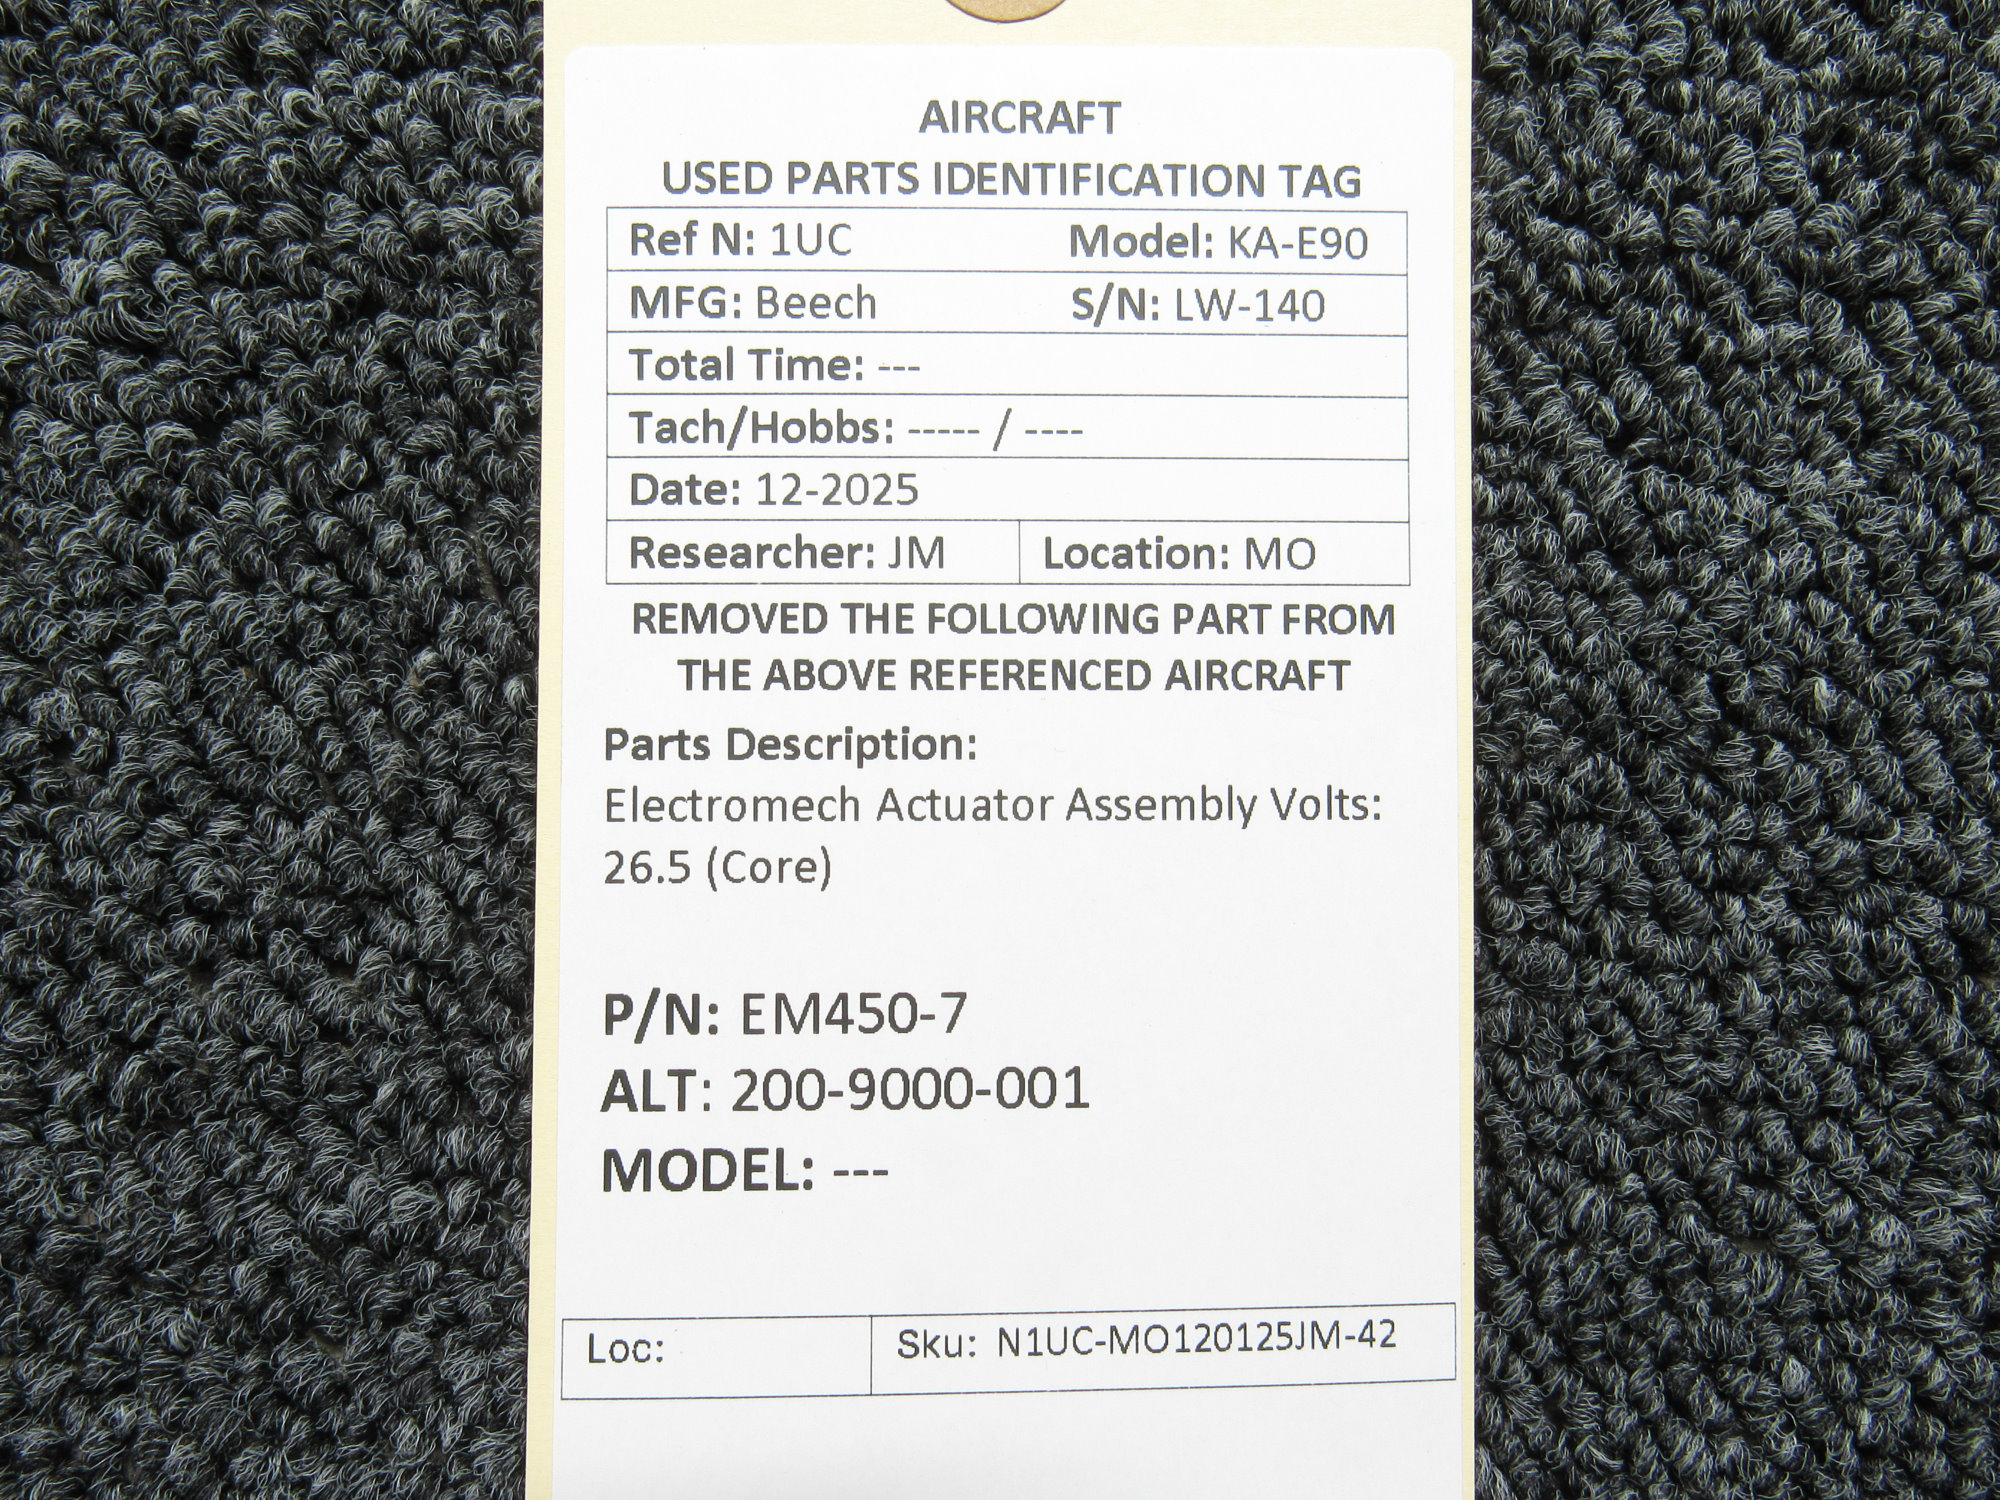 AIRCRAFT
USED PARTS IDENTIFICATION TAG
Ref N: 1UC Model: KA-E90
MFG: Beech S/N: LW-140
Total Time: ---
Tach/Hobbs: ----- / ----
Date: 12-2025
Researcher: JM Location: MO
REMOVED THE FOLLOWING PART FROM
THE ABOVE REFERENCED AIRCRAFT
Parts Description:
Electromech Actuator Assembly Volts:
26.5 (Core)
P/N: EM450-7
ALT: 200-9000-001
MODEL: ---
Loc: Sku: N1UC-MO120125JM-42